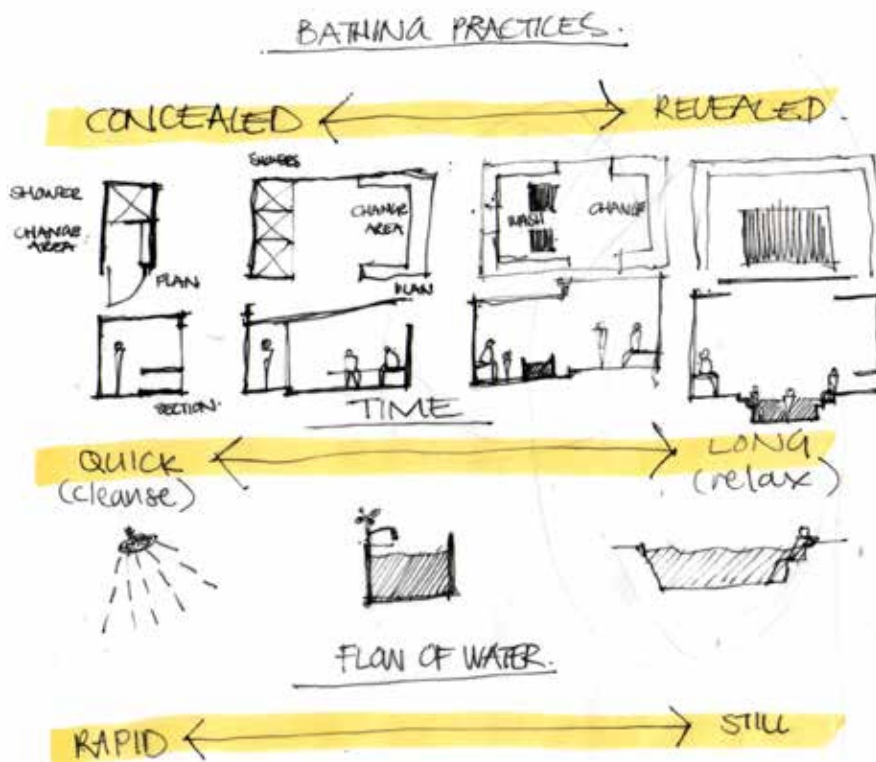 BATHING PRACTICES.
CONCEALED
REVEALED
SHOWERS
SHOWER
CHANGE
AREA
PLAN
CHANGE
AREA
PLAN
WASH
CHANGE
SECTION.
TIME
QUICK
(cleanse)
LONG
(relax)
FLOW OF WATER.
RAPID
STILL